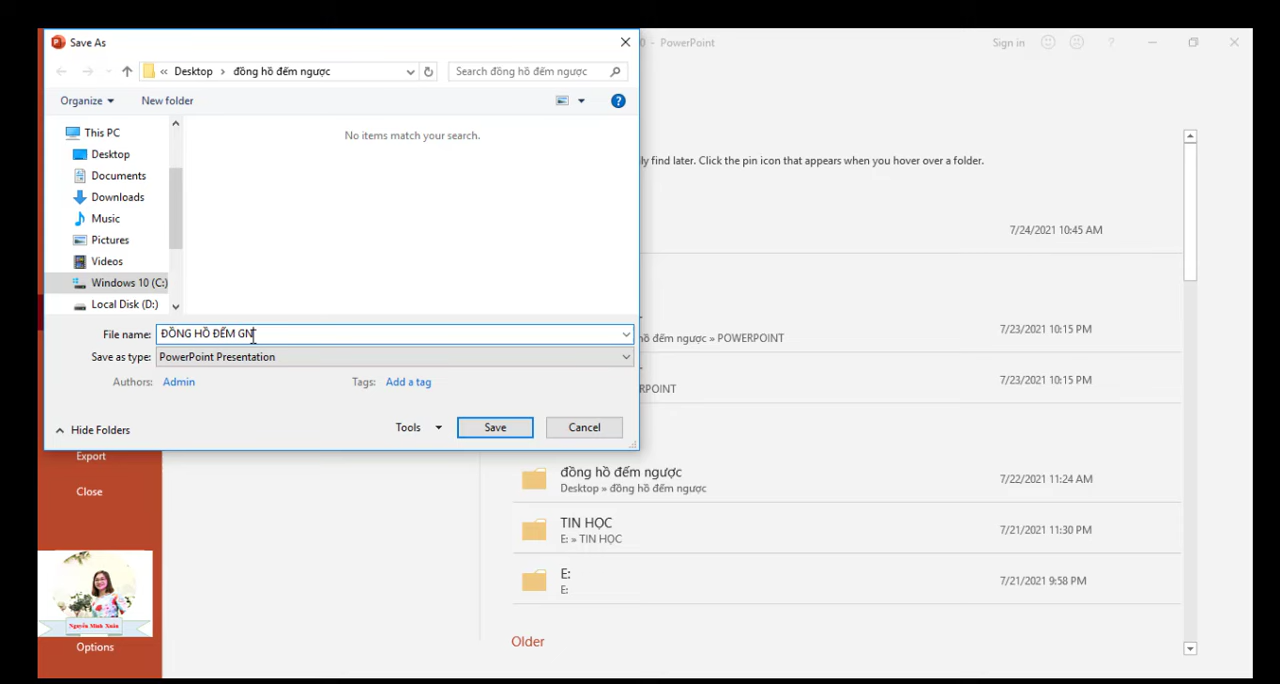 Save As
« Desktop › đồng hồ đếm ngược
Search đồng hồ đếm ngược
Organize
New folder
?
This PC
Desktop
Documents
Downloads
Music
Pictures
Videos
Windows 10 (C:)
Local Disk (D:)
No items match your search.
File name: ĐỒNG HỒ ĐẾM GN
Save as type: PowerPoint Presentation
Authors: Admin
Tags: Add a tag
Hide Folders
Tools
Save
Cancel
0 - PowerPoint
Sign in
?
ly find later. Click the pin icon that appears when you hover over a folder.
7/24/2021 10:45 AM
hồ đếm ngược » POWERPOINT
7/23/2021 10:15 PM
RPOINT
7/23/2021 10:15 PM
đồng hồ đếm ngược
Desktop » đồng hồ đếm ngược
7/22/2021 11:24 AM
TIN HỌC
E: » TIN HỌC
7/21/2021 11:30 PM
E:
E:
7/21/2021 9:58 PM
Older
Export
Close
Nguyễn Minh Xuân
Options